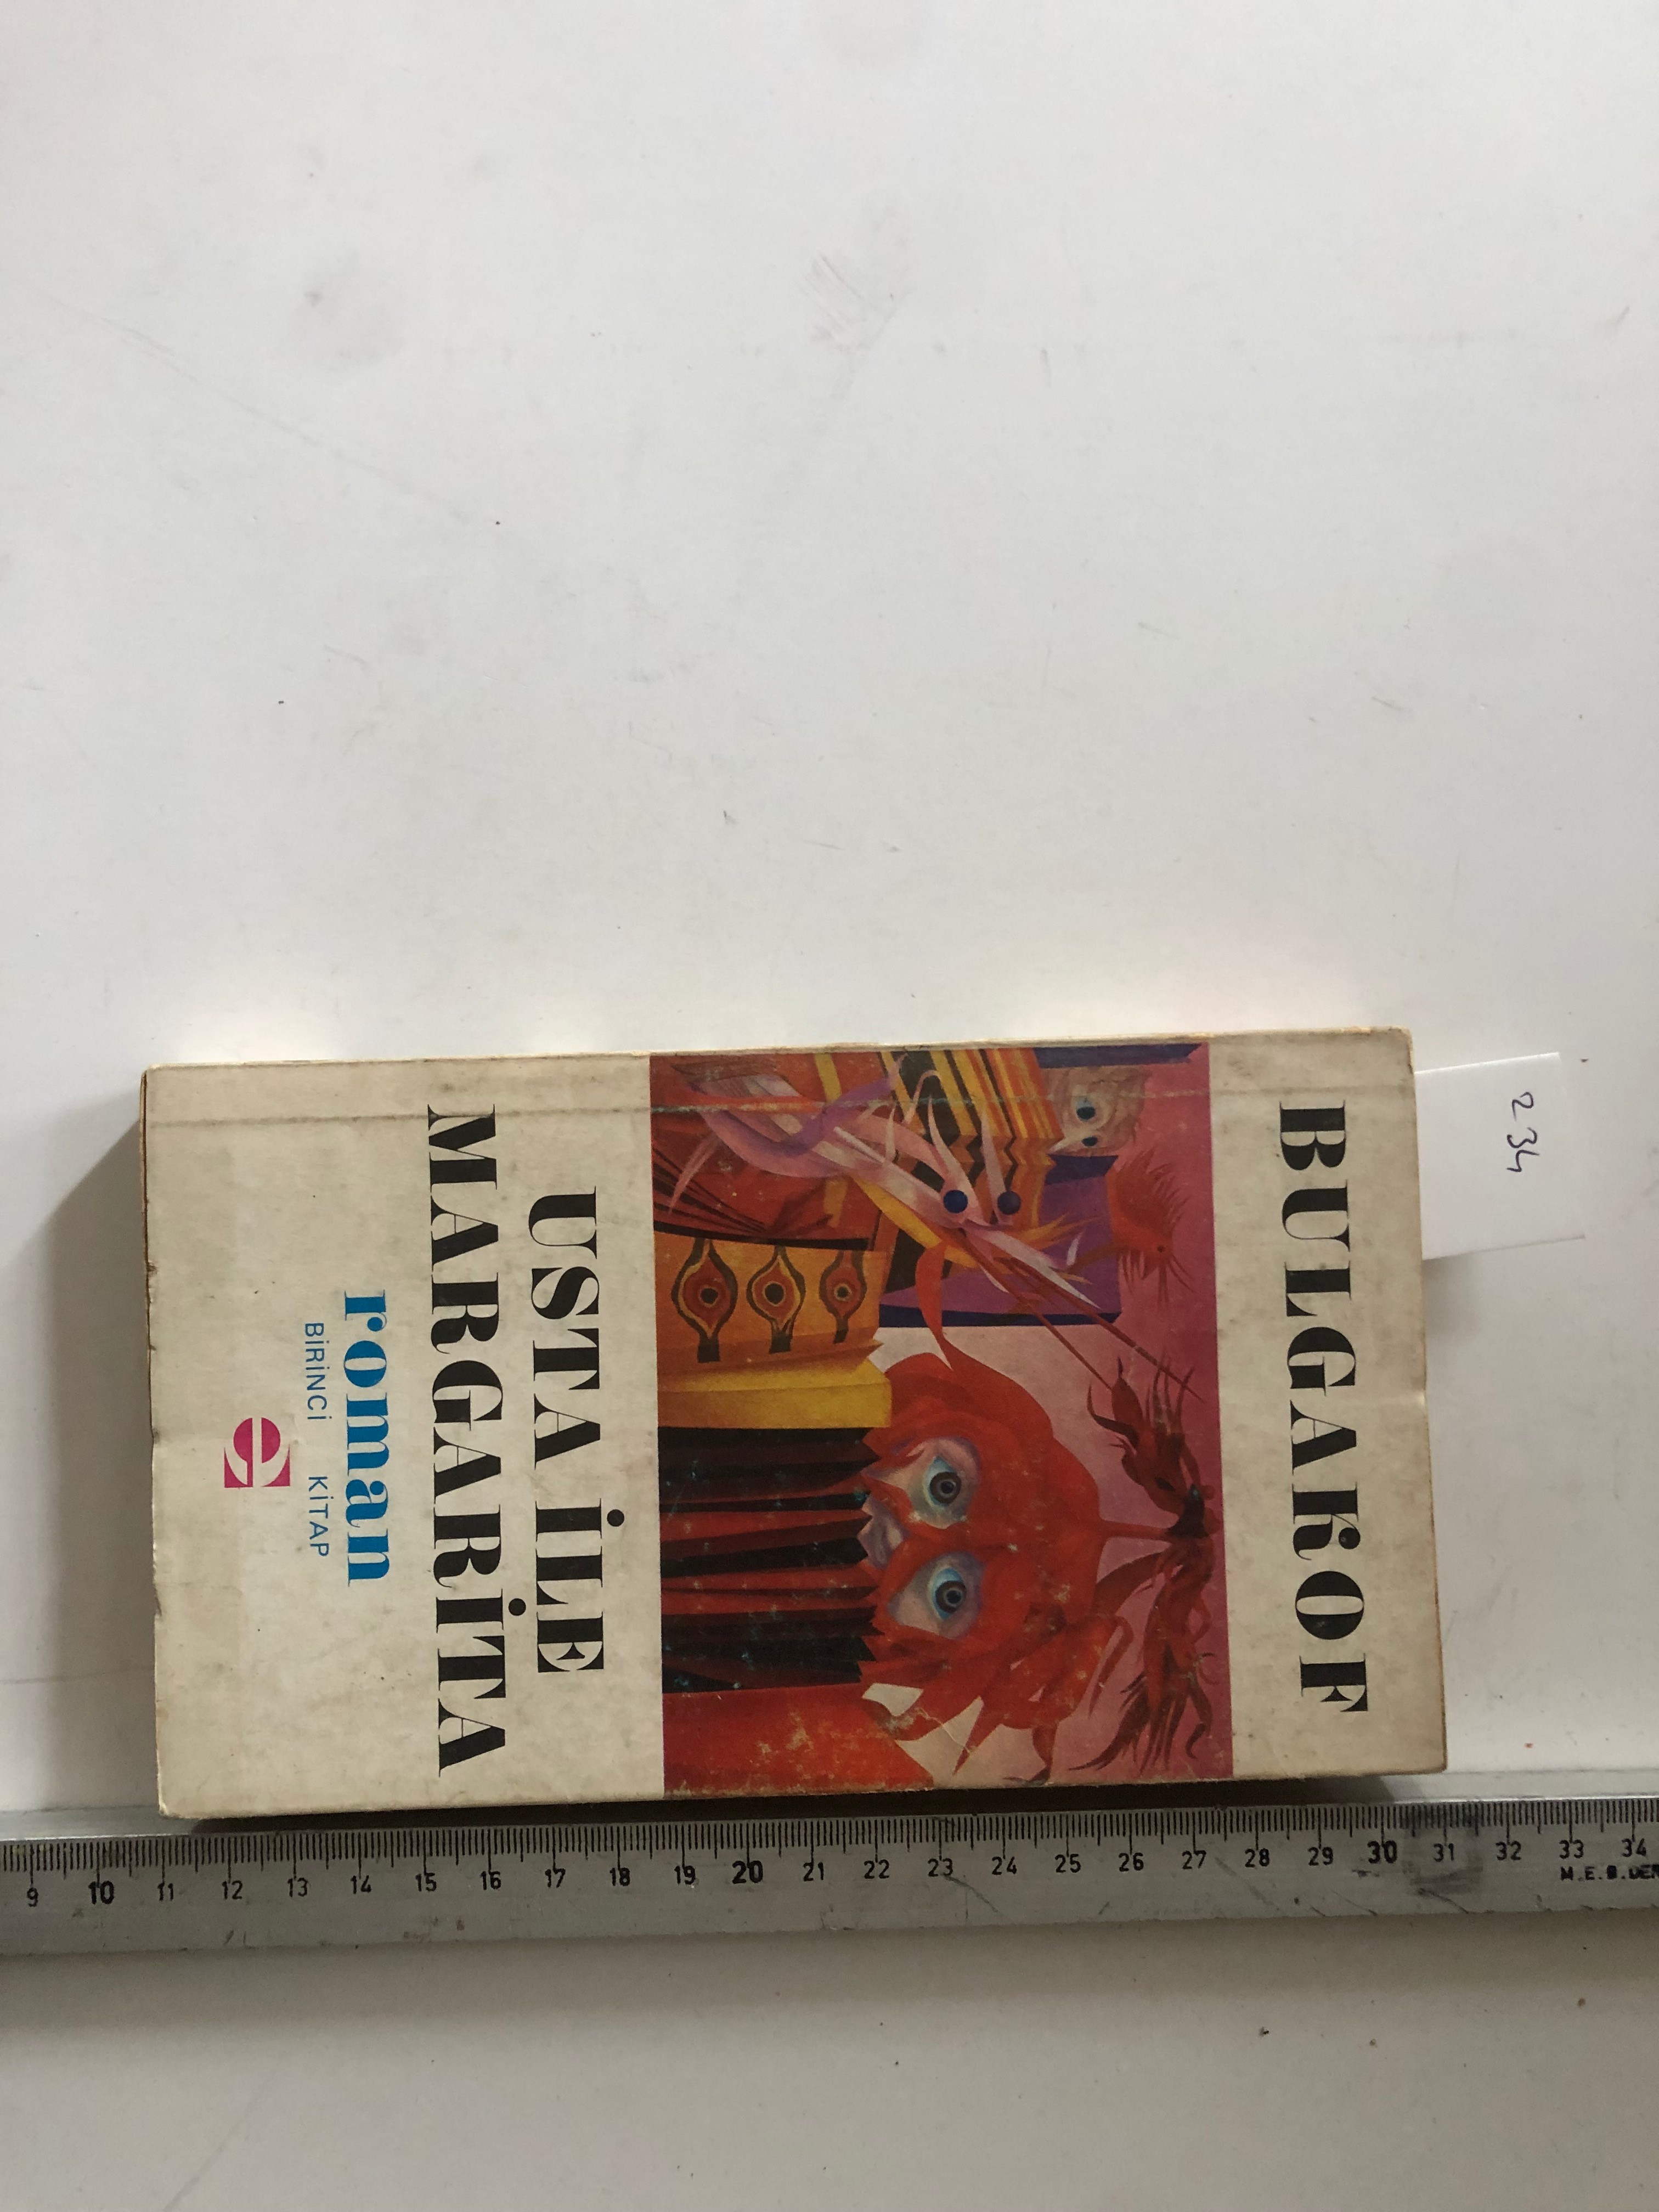 BULGAKOF
USTA İLE
MARGARİTA
roman
BİRİNCİ KİTAP
e
234
9 10 11 12 13 14 15 16 17 18 19 20 21 22 23 24 25 26 27 28 29 30 31 32 33 34